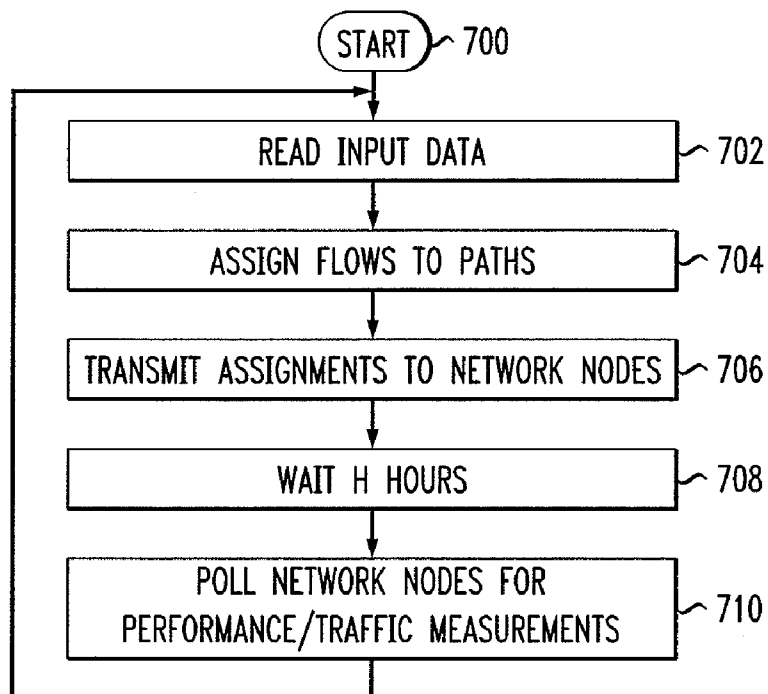 START 700
READ INPUT DATA 702
ASSIGN FLOWS TO PATHS 704
TRANSMIT ASSIGNMENTS TO NETWORK NODES 706
WAIT H HOURS 708
POLL NETWORK NODES FOR
PERFORMANCE/TRAFFIC MEASUREMENTS 710